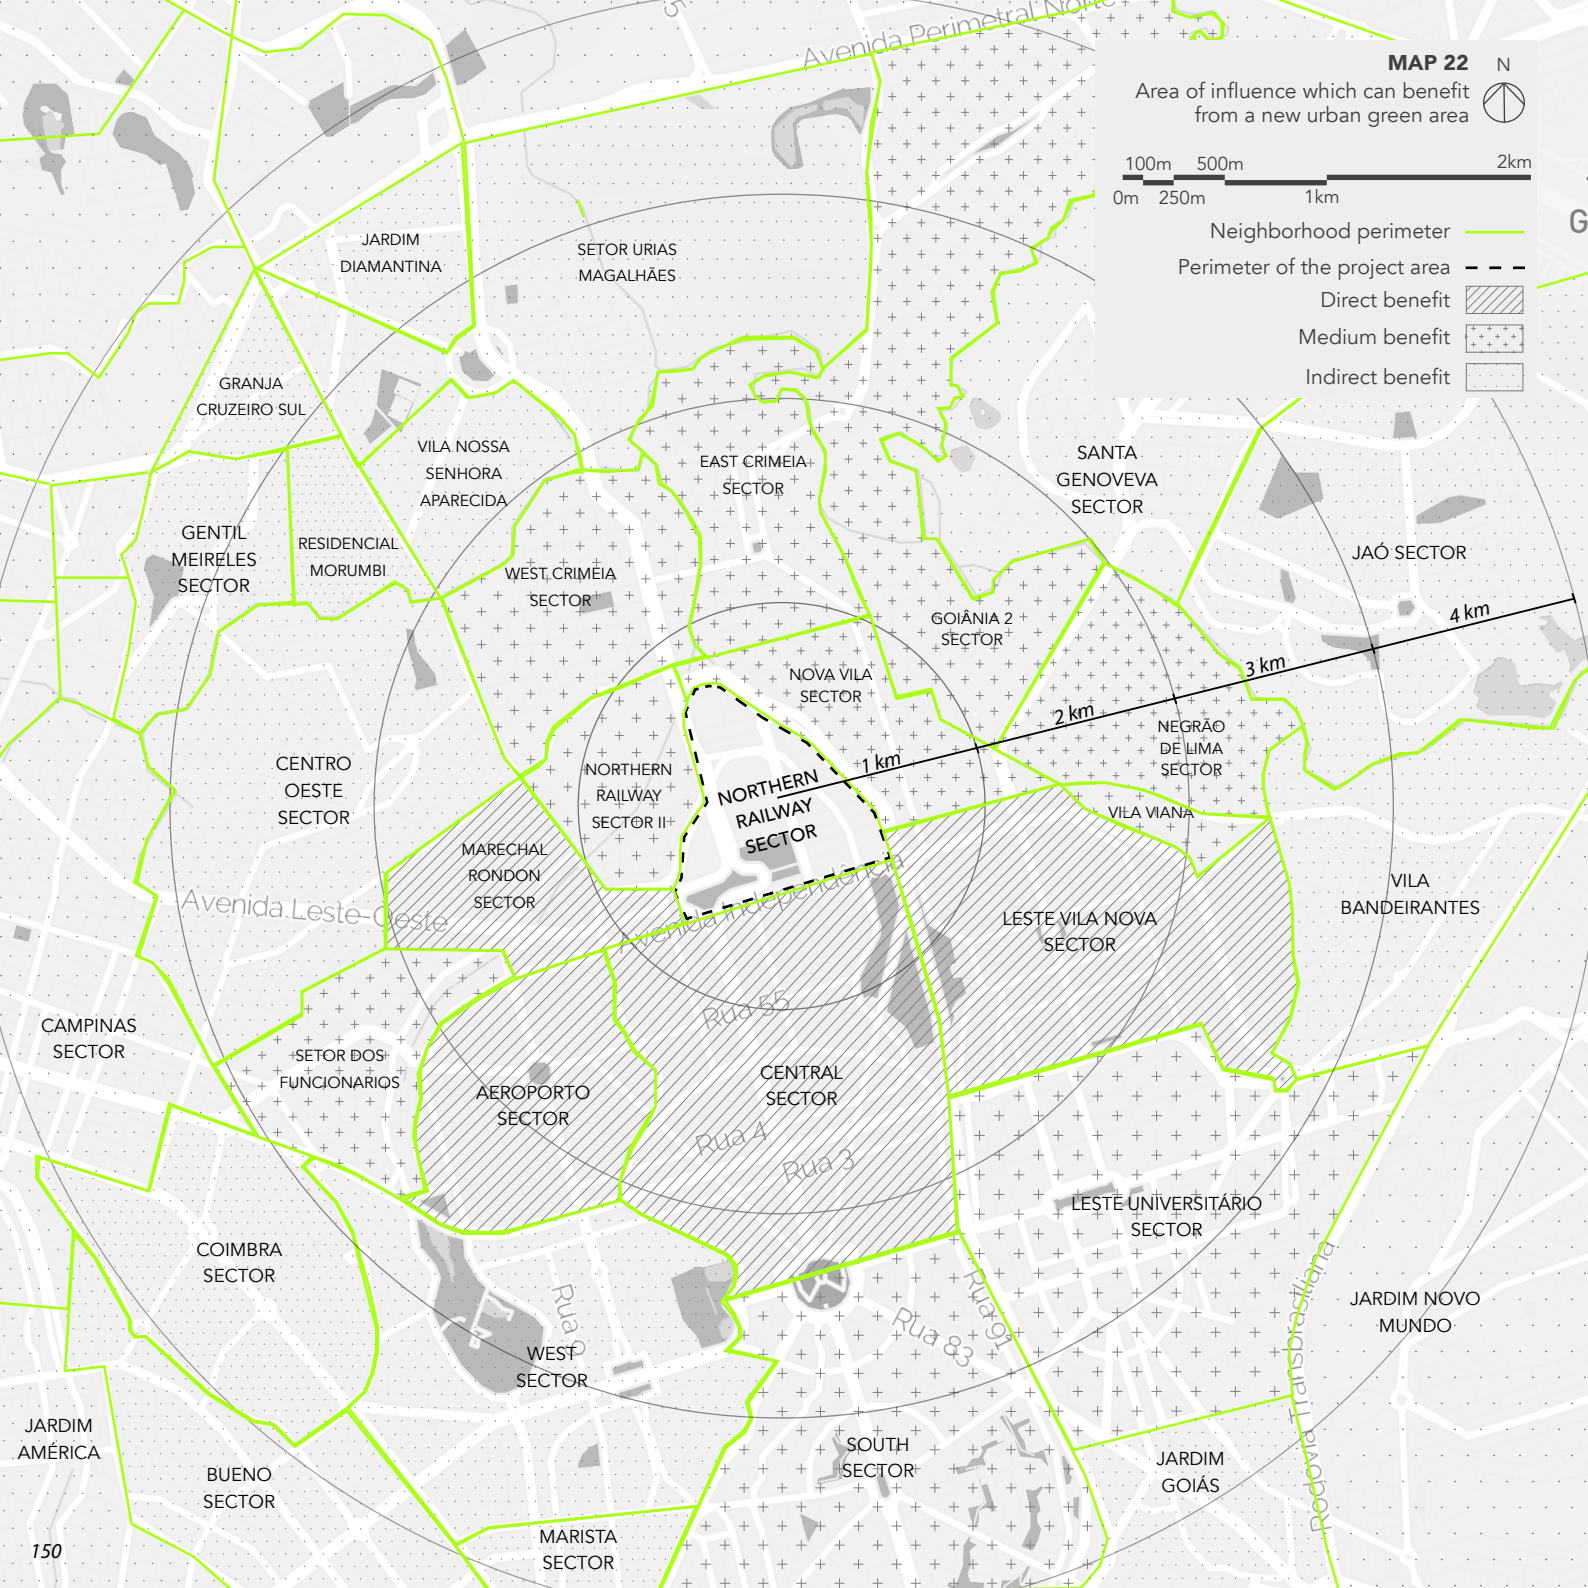 5
Avenida Perimetral Norte
MAP 22
N
Area of influence which can benefit
from a new urban green area
100m 500m 2km
0m 250m 1km
G
Neighborhood perimeter
Perimeter of the project area
Direct benefit
Medium benefit
Indirect benefit
JARDIM
DIAMANTINA
SETOR URIAS
MAGALHÃES
GRANJA
CRUZEIRO SUL
VILA NOSSA
SENHORA
APARECIDA
EAST CRIMEIA
SECTOR
SANTA
GENOVEVA
SECTOR
GENTIL
MEIRELES
SECTOR
RESIDENCIAL
MORUMBI
JAÓ SECTOR
WEST CRIMEIA
SECTOR
GOIÂNIA 2
SECTOR
4 km
3 km
2 km
1 km
NOVA VILA
SECTOR
NEGRÃO
DE LIMA
SECTOR
CENTRO
OESTE
SECTOR
NORTHERN
RAILWAY
SECTOR II
NORTHERN
RAILWAY
SECTOR
VILA VIANA
MARECHAL
RONDON
SECTOR
Avenida Leste-Oeste
Avenida Independência
LESTE VILA NOVA
SECTOR
VILA
BANDEIRANTES
Rua 55
CAMPINAS
SECTOR
SETOR DOS
FUNCIONARIOS
AEROPORTO
SECTOR
CENTRAL
SECTOR
Rua 4
Rua 3
LESTE UNIVERSITÁRIO
SECTOR
COIMBRA
SECTOR
Rua 9
Rua 83
Rua 91
Rodovia Transbrasiliana
JARDIM NOVO
MUNDO
WEST
SECTOR
JARDIM
AMÉRICA
SOUTH
SECTOR
JARDIM
GOIÁS
BUENO
SECTOR
MARISTA
SECTOR
150